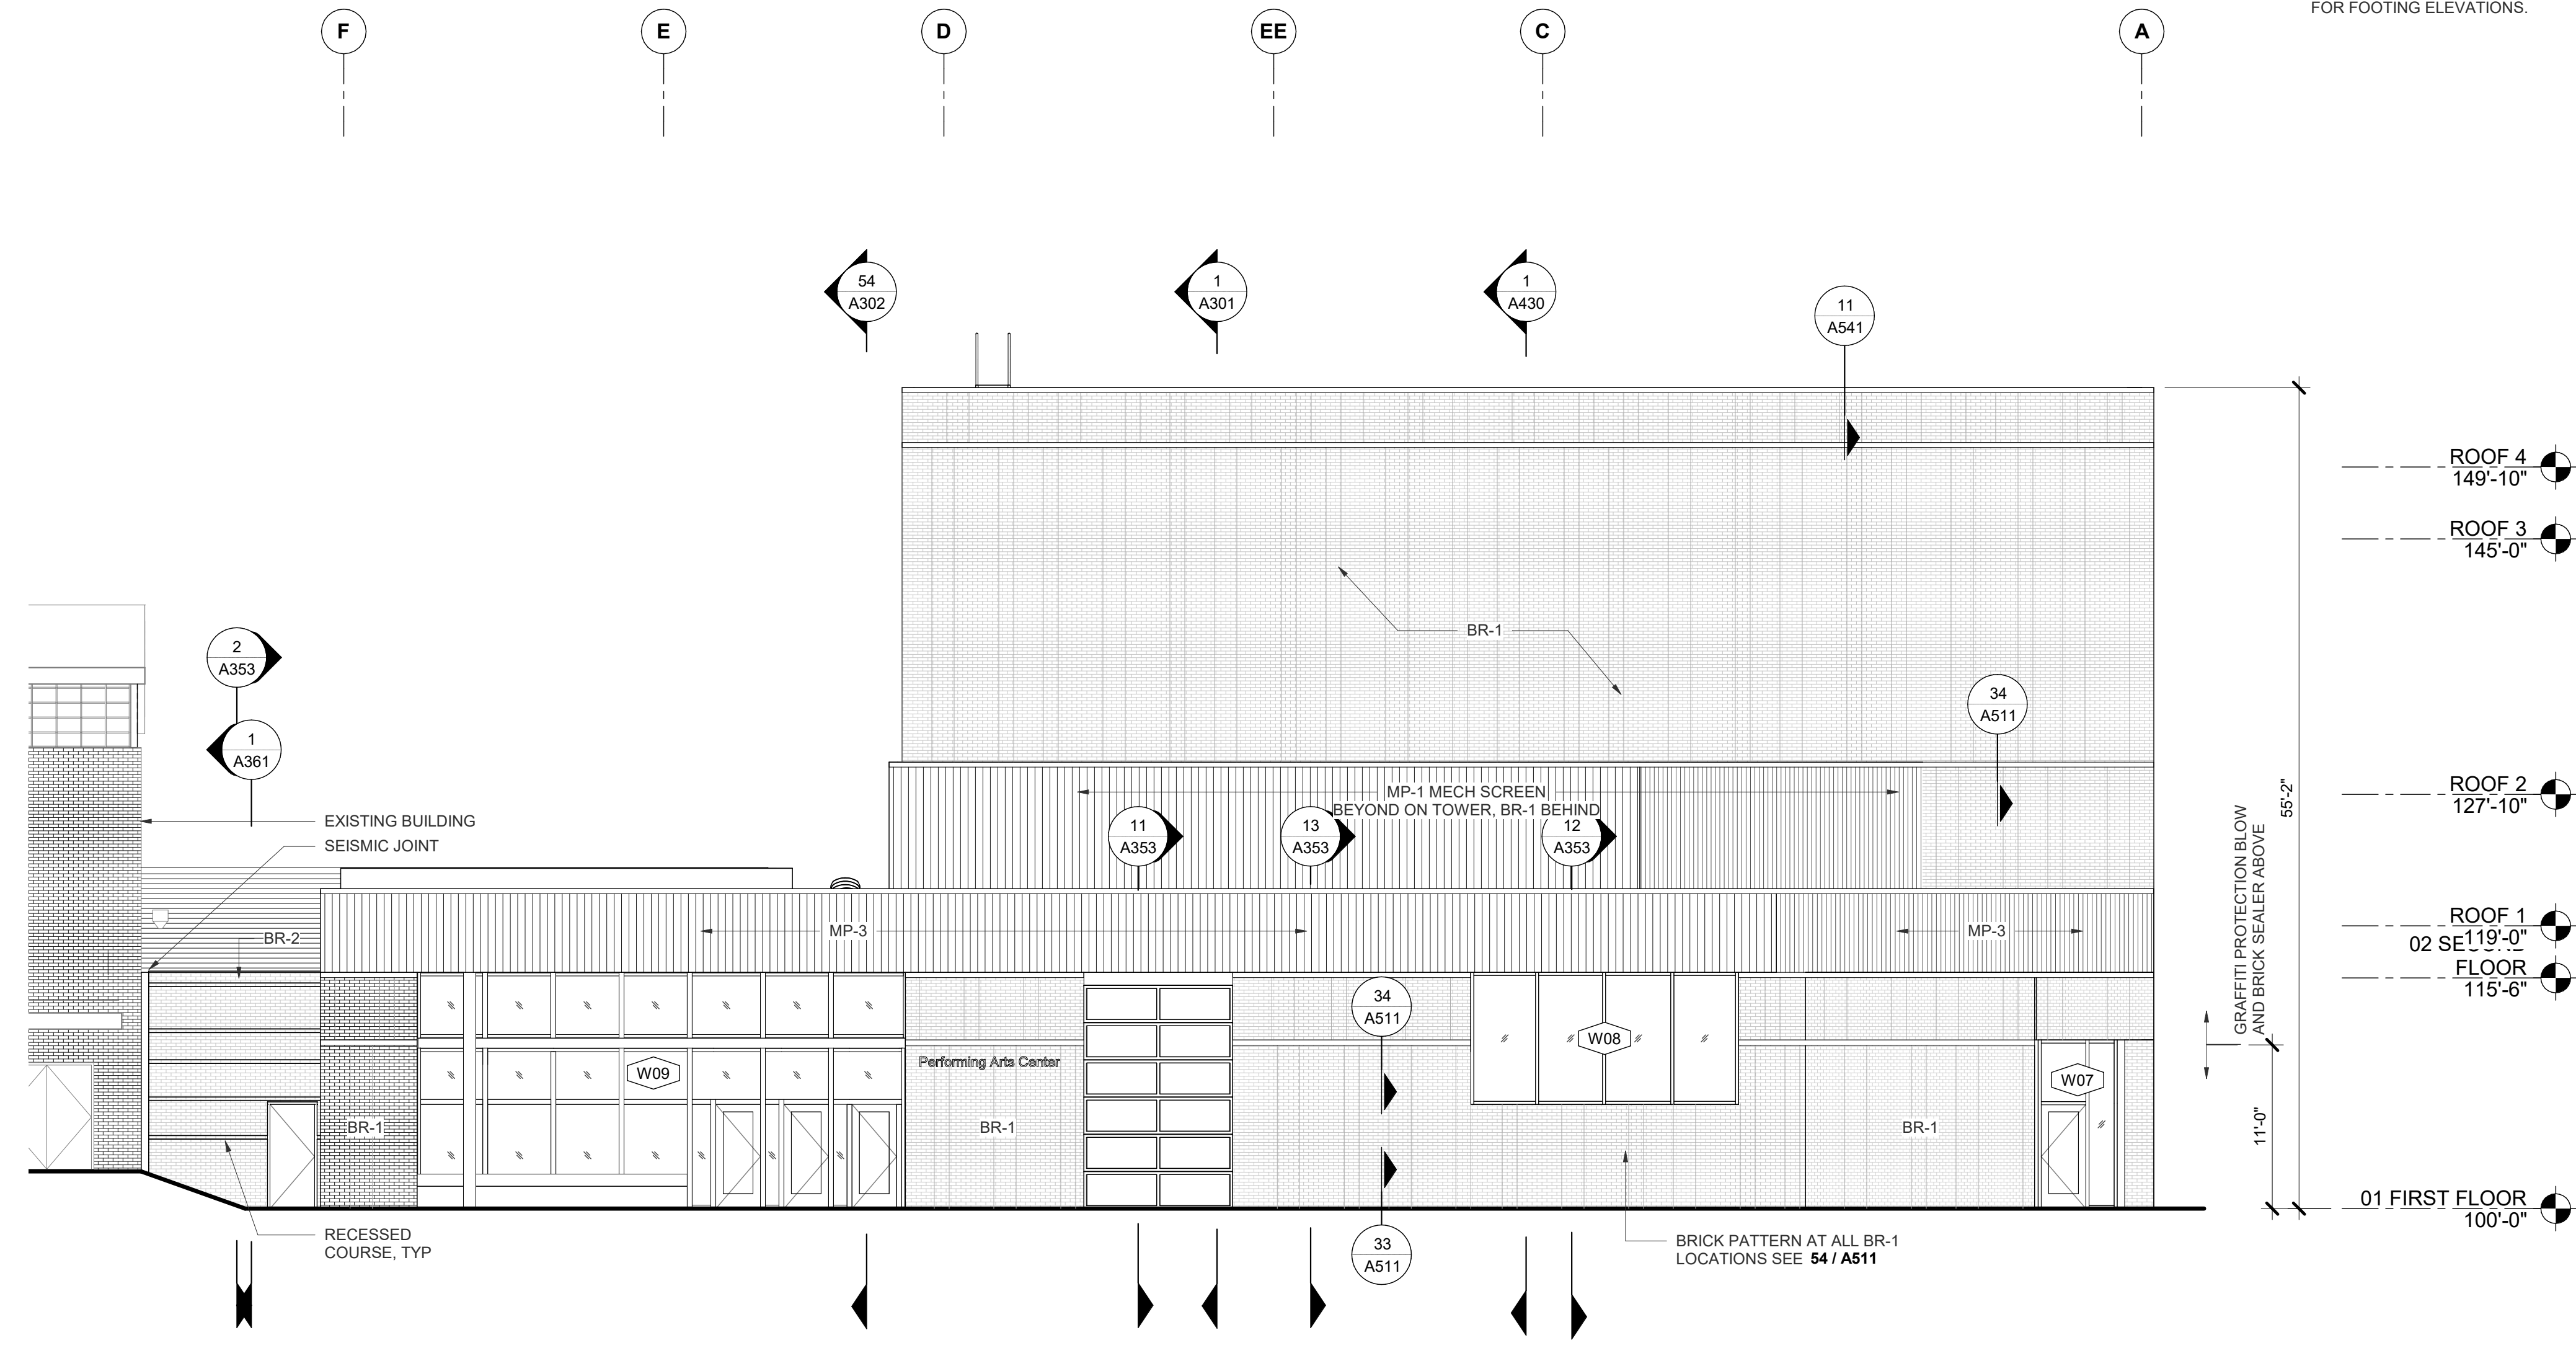 FOR FOOTING ELEVATIONS.
F
E
D
EE
C
A
54
A302
1
A301
1
A430
11
A541
ROOF 4
149'-10"
ROOF 3
145'-0"
BR-1
2
A353
34
A511
1
A361
ROOF 2
127'-10"
55'-2"
MP-1 MECH SCREEN
BEYOND ON TOWER, BR-1 BEHIND
EXISTING BUILDING
SEISMIC JOINT
11
A353
13
A353
12
A353
GRAFFITI PROTECTION BLOW
AND BRICK SEALER ABOVE
ROOF 1
119'-0"
BR-2
MP-3
MP-3
02 SECOND
FLOOR
115'-6"
34
A511
W08
Performing Arts Center
W09
W07
BR-1
BR-1
BR-1
11'-0"
01 FIRST FLOOR
100'-0"
RECESSED
COURSE, TYP
33
A511
BRICK PATTERN AT ALL BR-1
LOCATIONS SEE 54 / A511